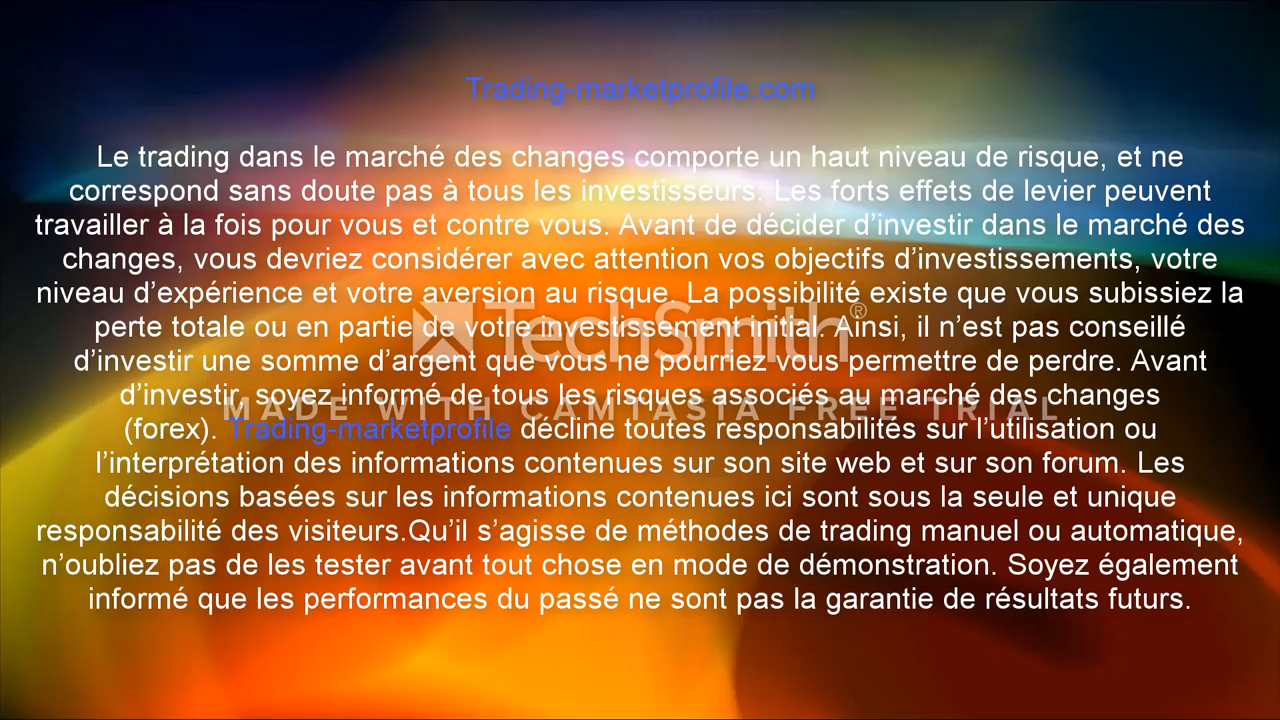 Trading-marketprofile.com
Le trading dans le marché des changes comporte un haut niveau de risque, et ne
correspond sans doute pas à tous les investisseurs. Les forts effets de levier peuvent
travailler à la fois pour vous et contre vous. Avant de décider d’investir dans le marché des
changes, vous devriez considérer avec attention vos objectifs d’investissements, votre
niveau d’expérience et votre aversion au risque. La possibilité existe que vous subissiez la
perte totale ou en partie de votre investissement initial. Ainsi, il n’est pas conseillé
TechSmith®
d’investir une somme d’argent que vous ne pourriez vous permettre de perdre. Avant
d’investir, soyez informé de tous les risques associés au marché des changes
MADE WITH CAMTASIA FREE TRIAL
(forex). Trading-marketprofile décline toutes responsabilités sur l’utilisation ou
l’interprétation des informations contenues sur son site web et sur son forum. Les
décisions basées sur les informations contenues ici sont sous la seule et unique
responsabilité des visiteurs.Qu’il s’agisse de méthodes de trading manuel ou automatique,
n’oubliez pas de les tester avant tout chose en mode de démonstration. Soyez également
informé que les performances du passé ne sont pas la garantie de résultats futurs.